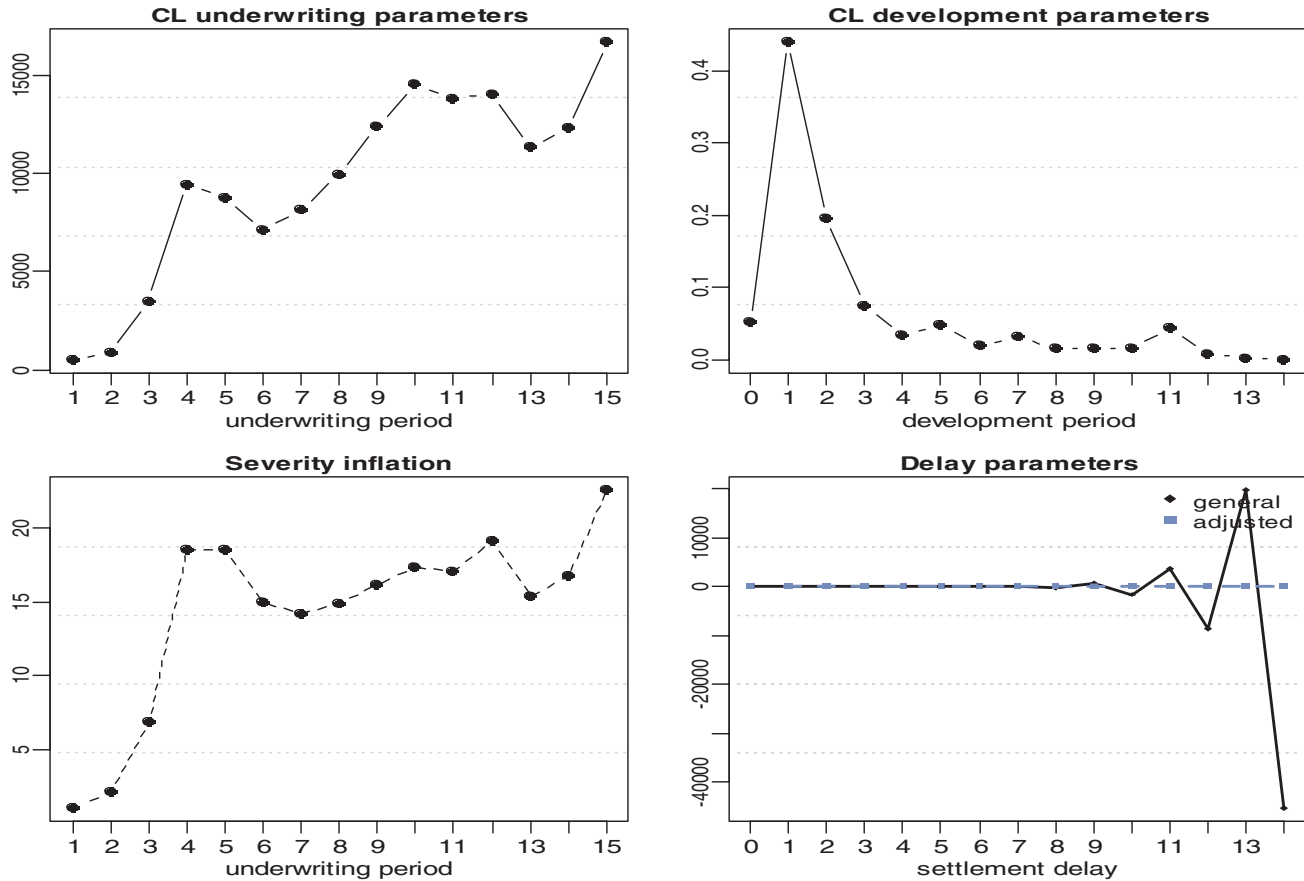 CL underwriting parameters
15000
10000
5000
0
1 2 3 4 5 6 7 8 9 11 13 15
underwriting period
CL development parameters
0.4
0.3
0.2
0.1
0.0
0 1 2 3 4 5 6 7 8 9 11 13
development period
Severity inflation
20
15
10
5
1 2 3 4 5 6 7 8 9 11 13 15
underwriting period
Delay parameters
general
adjusted
10000
0
-20000
-40000
0 1 2 3 4 5 6 7 8 9 11 13
settlement delay